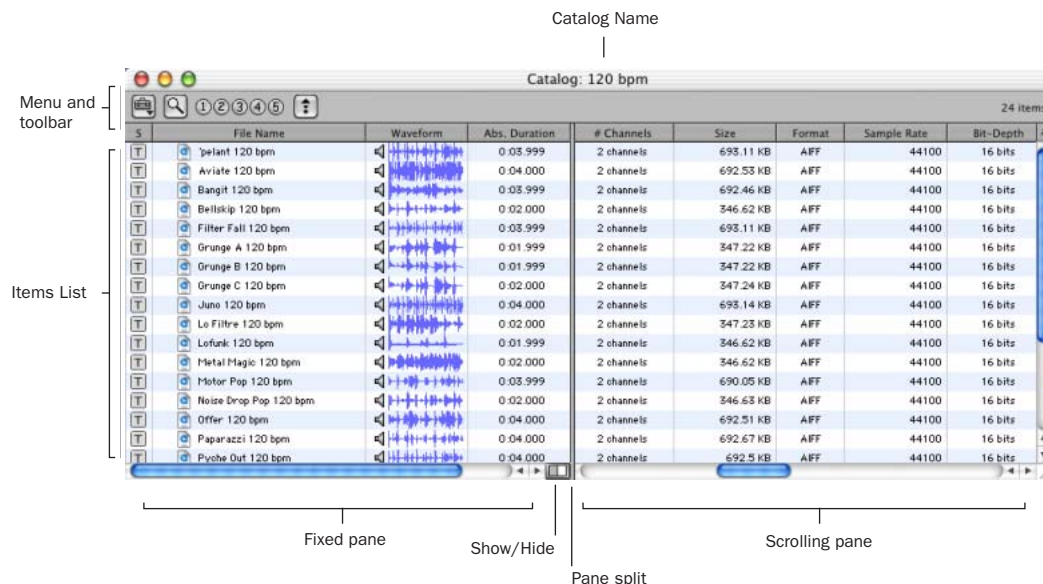 Catalog Name
Catalog: 120 bpm
Menu and
toolbar
1 2 3 4 5
24 items
S File Name Waveform Abs. Duration # Channels Size Format Sample Rate Bit-Depth
T 'pelant 120 bpm 0:03.999 2 channels 693.11 KB AIFF 44100 16 bits
T Aviate 120 bpm 0:04.000 2 channels 692.53 KB AIFF 44100 16 bits
T Bangit 120 bpm 0:03.999 2 channels 692.46 KB AIFF 44100 16 bits
T Bellskip 120 bpm 0:02.000 2 channels 346.62 KB AIFF 44100 16 bits
T Filter Fall 120 bpm 0:03.999 2 channels 693.11 KB AIFF 44100 16 bits
T Grunge A 120 bpm 0:01.999 2 channels 347.22 KB AIFF 44100 16 bits
T Grunge B 120 bpm 0:01.999 2 channels 347.22 KB AIFF 44100 16 bits
T Grunge C 120 bpm 0:02.000 2 channels 347.24 KB AIFF 44100 16 bits
Items List
T Juno 120 bpm 0:04.000 2 channels 693.14 KB AIFF 44100 16 bits
T Lo Filtre 120 bpm 0:02.000 2 channels 347.23 KB AIFF 44100 16 bits
T Lofunk 120 bpm 0:01.999 2 channels 346.62 KB AIFF 44100 16 bits
T Metal Magic 120 bpm 0:02.000 2 channels 346.62 KB AIFF 44100 16 bits
T Motor Pop 120 bpm 0:03.999 2 channels 690.05 KB AIFF 44100 16 bits
T Noise Drop Pop 120 bpm 0:02.000 2 channels 346.63 KB AIFF 44100 16 bits
T Offer 120 bpm 0:04.000 2 channels 692.51 KB AIFF 44100 16 bits
T Paparazzi 120 bpm 0:04.000 2 channels 692.67 KB AIFF 44100 16 bits
T Pyche Out 120 bpm 0:04.000 2 channels 692.5 KB AIFF 44100 16 bits
Fixed pane
Show/Hide
Scrolling pane
Pane split